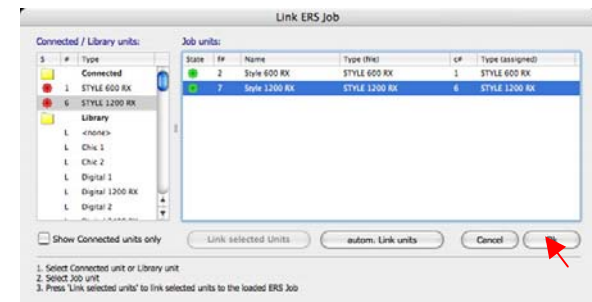 Link ERS Job
Connected / Library units:
Job units:
S # Type
State f# Name Type (file) c# Type (assigned)
Connected
1 STYLE 600 RX
6 STYLE 1200 RX
Library
L <none>
L Chic 1
L Chic 2
L Digital 1
L Digital 1200 RX
L Digital 2
2 Style 600 RX STYLE 600 RX 1 STYLE 600 RX
7 Style 1200 RX STYLE 1200 RX 6 STYLE 1200 RX
Show Connected units only
Link selected Units
autom. Link units
Cancel
1. Select Connected unit or Library unit
2. Select Job unit
3. Press 'Link selected units' to link selected units to the loaded ERS Job